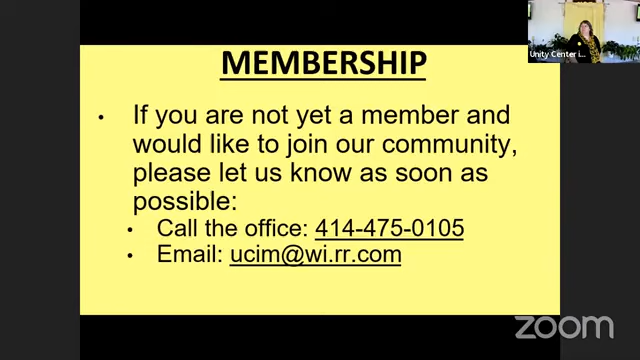 Unity Center i...
MEMBERSHIP
• If you are not yet a member and
would like to join our community,
please let us know as soon as
possible:
• Call the office: 414-475-0105
• Email: ucim@wi.rr.com
zoom